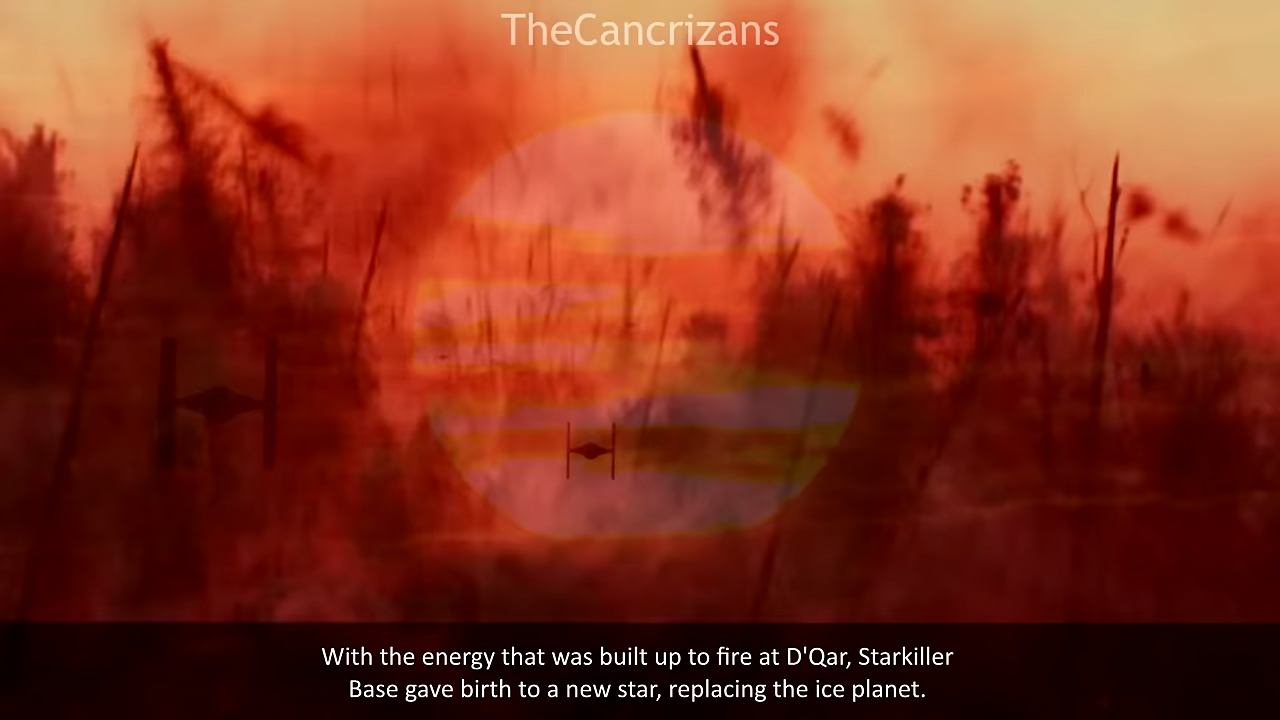 TheCancrizans
With the energy that was built up to fire at D'Qar, Starkiller
Base gave birth to a new star, replacing the ice planet.